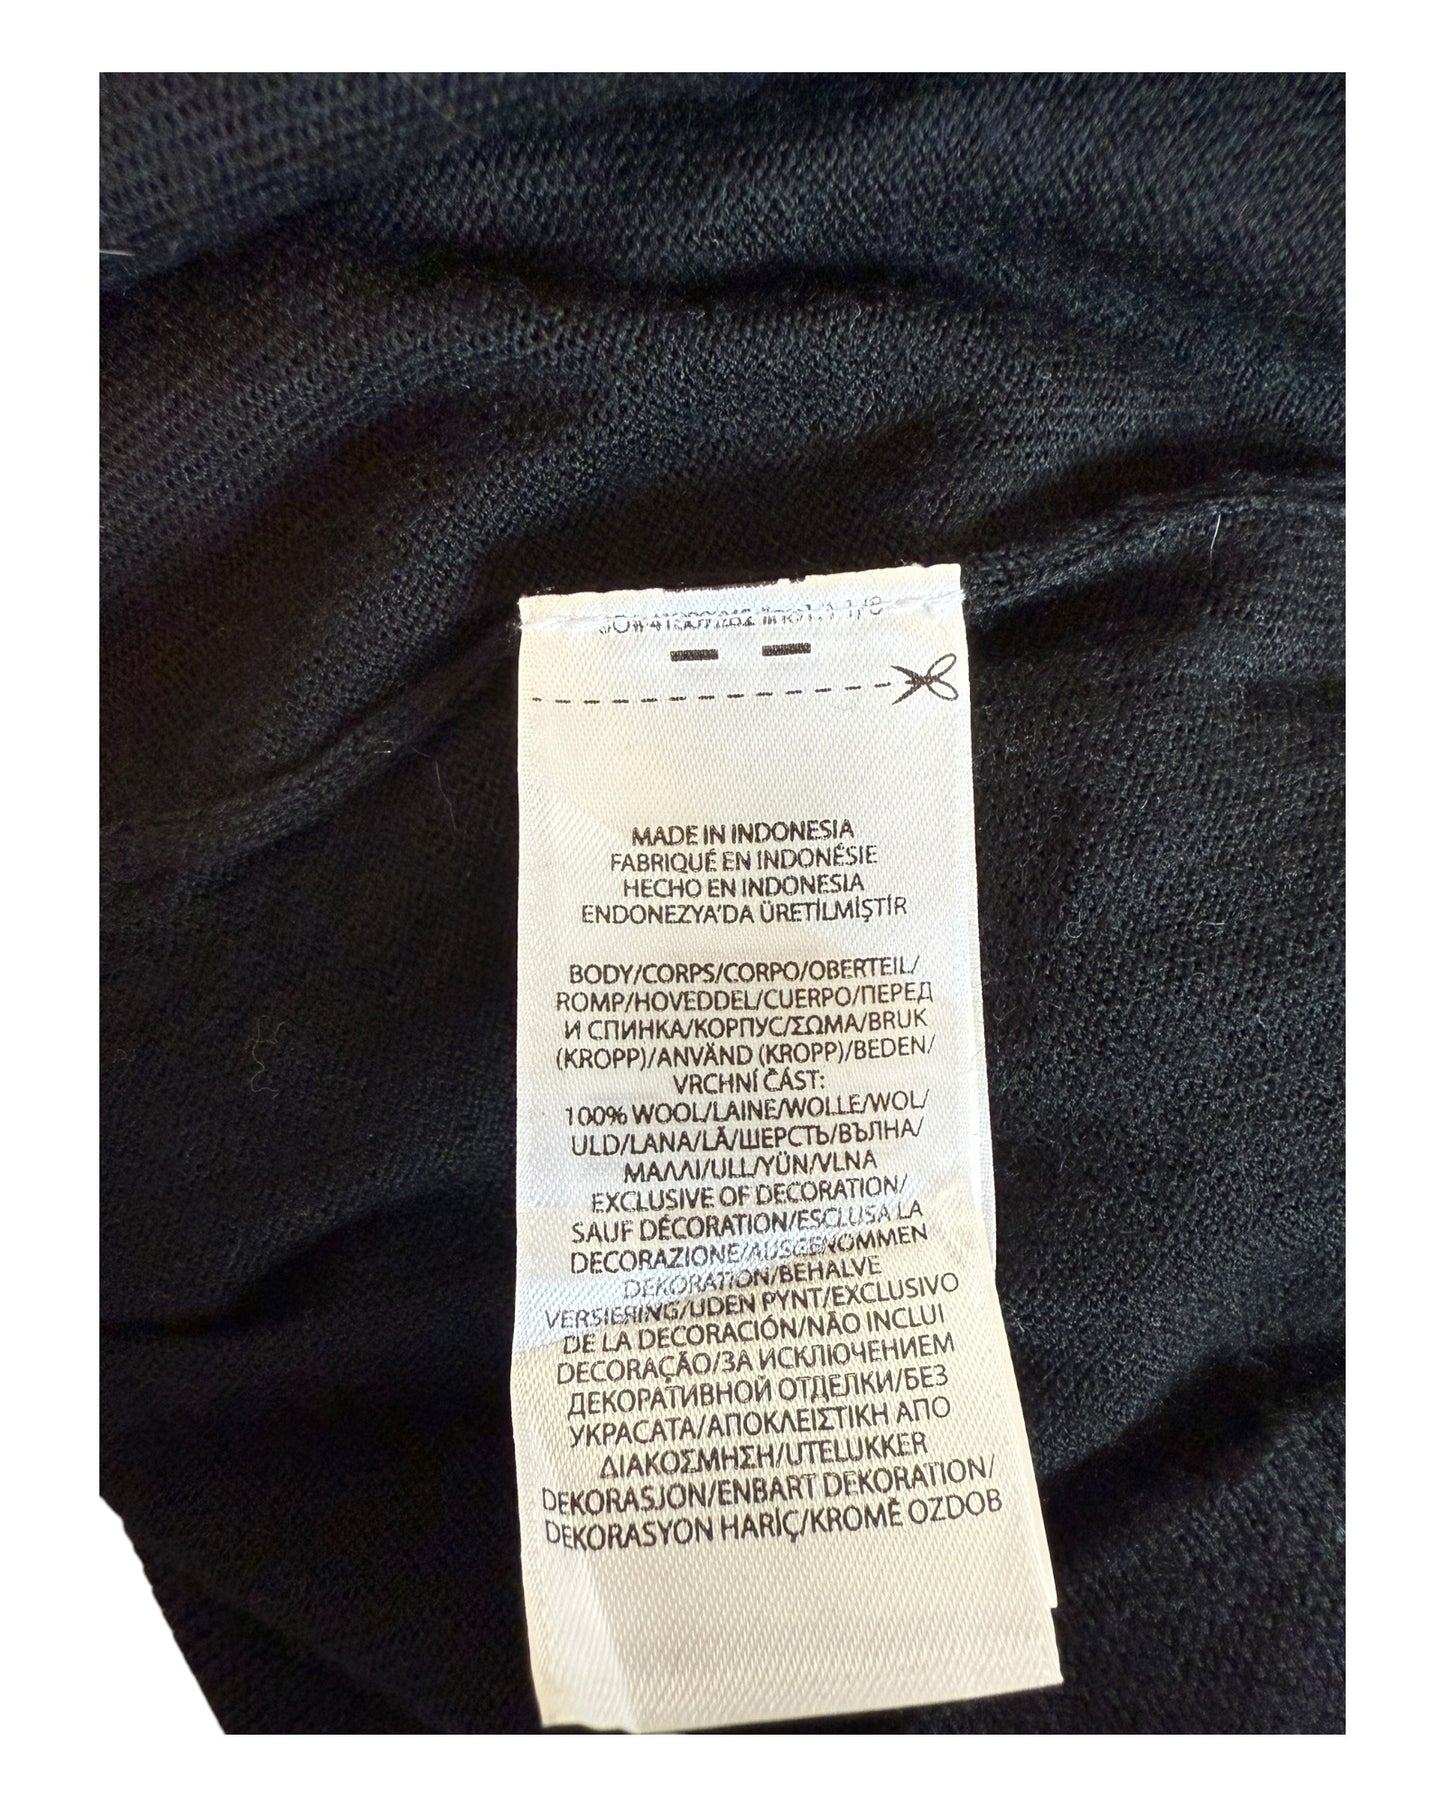 MADE IN INDONESIA
FABRIQUÉ EN INDONÉSIE
HECHO EN INDONESIA
ENDONEZYA'DA ÜRETİLMİŞTİR
BODY/CORPS/CORPO/OBERTEIL/
ROMP/HOVEDDEL/CUERPO/ПЕРЕД
И СПИНКА/КОРПУС/ΣΩΜΑ/BRUK
(KROPP)/ANVÄND (KROPP)/BEDEN/
VRCHNÍ ČÁST:
100% WOOL/LAINE/WOLLE/WOL/
ULD/LANA/LÃ/ШЕРСТЬ/ВЪЛНА/
ΜΑΛΛΙ/ULL/YÜN/VLNA
EXCLUSIVE OF DECORATION/
SAUF DÉCORATION/ESCLUSA LA
DECORAZIONE/AUSGENOMMEN
DEKORATION/BEHALVE
VERSIERING/UDEN PYNT/EXCLUSIVO
DE LA DECORACIÓN/NÃO INCLUI
DECORAÇÃO/ЗА ИСКЛЮЧЕНИЕМ
ДЕКОРАТИВНОЙ ОТДЕЛКИ/БЕЗ
УКРАСАТА/ΑΠΟΚΛΕΙΣΤΙΚΗ ΑΠΟ
ΔΙΑΚΟΣΜΗΣΗ/UTELUKKER
DEKORASJON/ENBART DEKORATION/
DEKORASYON HARİÇ/KROMĚ OZDOB